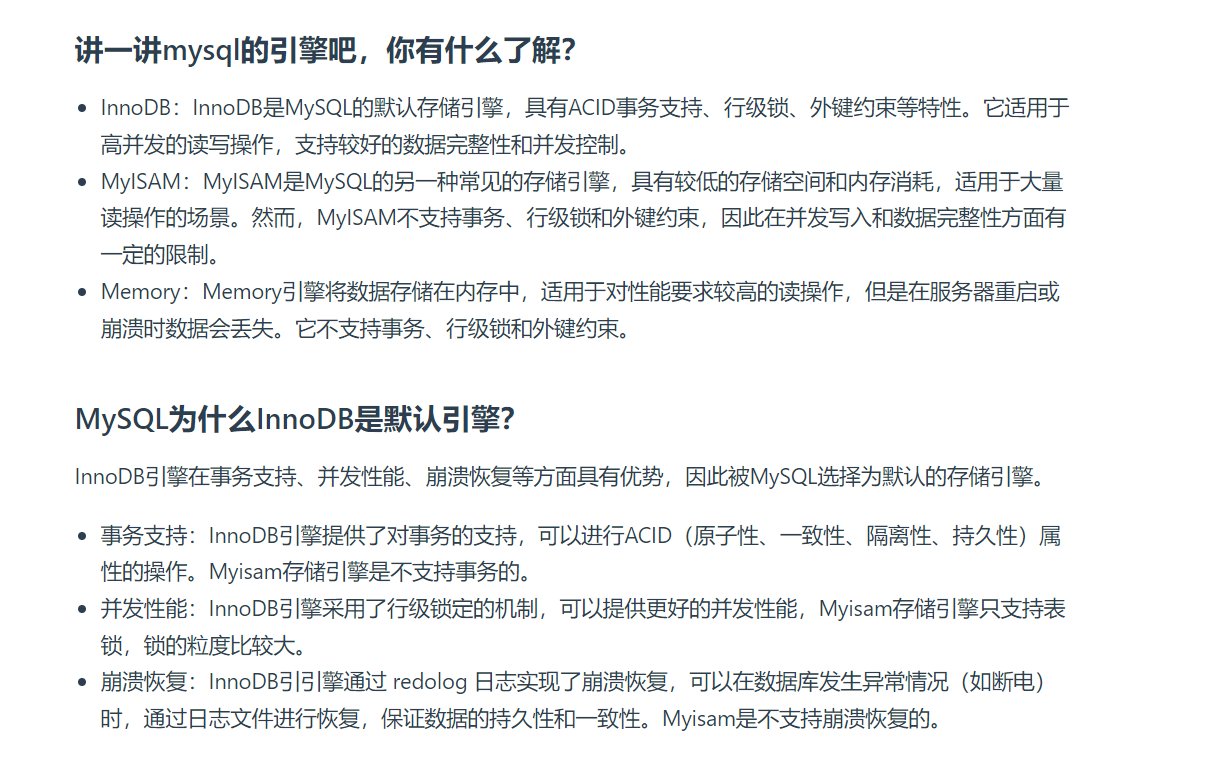 讲一讲mysql的引擎吧，你有什么了解？
InnoDB：InnoDB是MySQL的默认存储引擎，具有ACID事务支持、行级锁、外键约束等特性。它适用于
高并发的读写操作，支持较好的数据完整性和并发控制。
MyISAM：MyISAM是MySQL的另一种常见的存储引擎，具有较低的存储空间和内存消耗，适用于大量
读操作的场景。然而，MyISAM不支持事务、行级锁和外键约束，因此在并发写入和数据完整性方面有
一定的限制。
Memory：Memory引擎将数据存储在内存中，适用于对性能要求较高的读操作，但是在服务器重启或
崩溃时数据会丢失。它不支持事务、行级锁和外键约束。
MySQL为什么InnoDB是默认引擎？
InnoDB引擎在事务支持、并发性能、崩溃恢复等方面具有优势，因此被MySQL选择为默认的存储引擎。
事务支持：InnoDB引擎提供了对事务的支持，可以进行ACID（原子性、一致性、隔离性、持久性）属
性的操作。Myisam存储引擎是不支持事务的。
并发性能：InnoDB引擎采用了行级锁定的机制，可以提供更好的并发性能，Myisam存储引擎只支持表
锁，锁的粒度比较大。
崩溃恢复：InnoDB引引擎通过 redolog 日志实现了崩溃恢复，可以在数据库发生异常情况（如断电）
时，通过日志文件进行恢复，保证数据的持久性和一致性。Myisam是不支持崩溃恢复的。